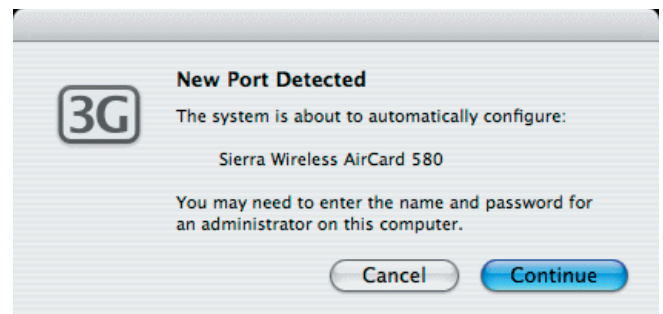 3G
New Port Detected
The system is about to automatically configure:
Sierra Wireless AirCard 580
You may need to enter the name and password for
an administrator on this computer.
Cancel
Continue